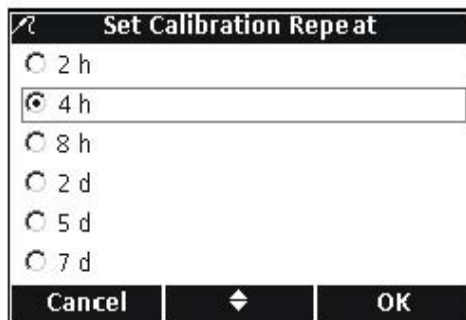 Set Calibration Repeat
2 h
4 h
8 h
2 d
5 d
7 d
Cancel OK